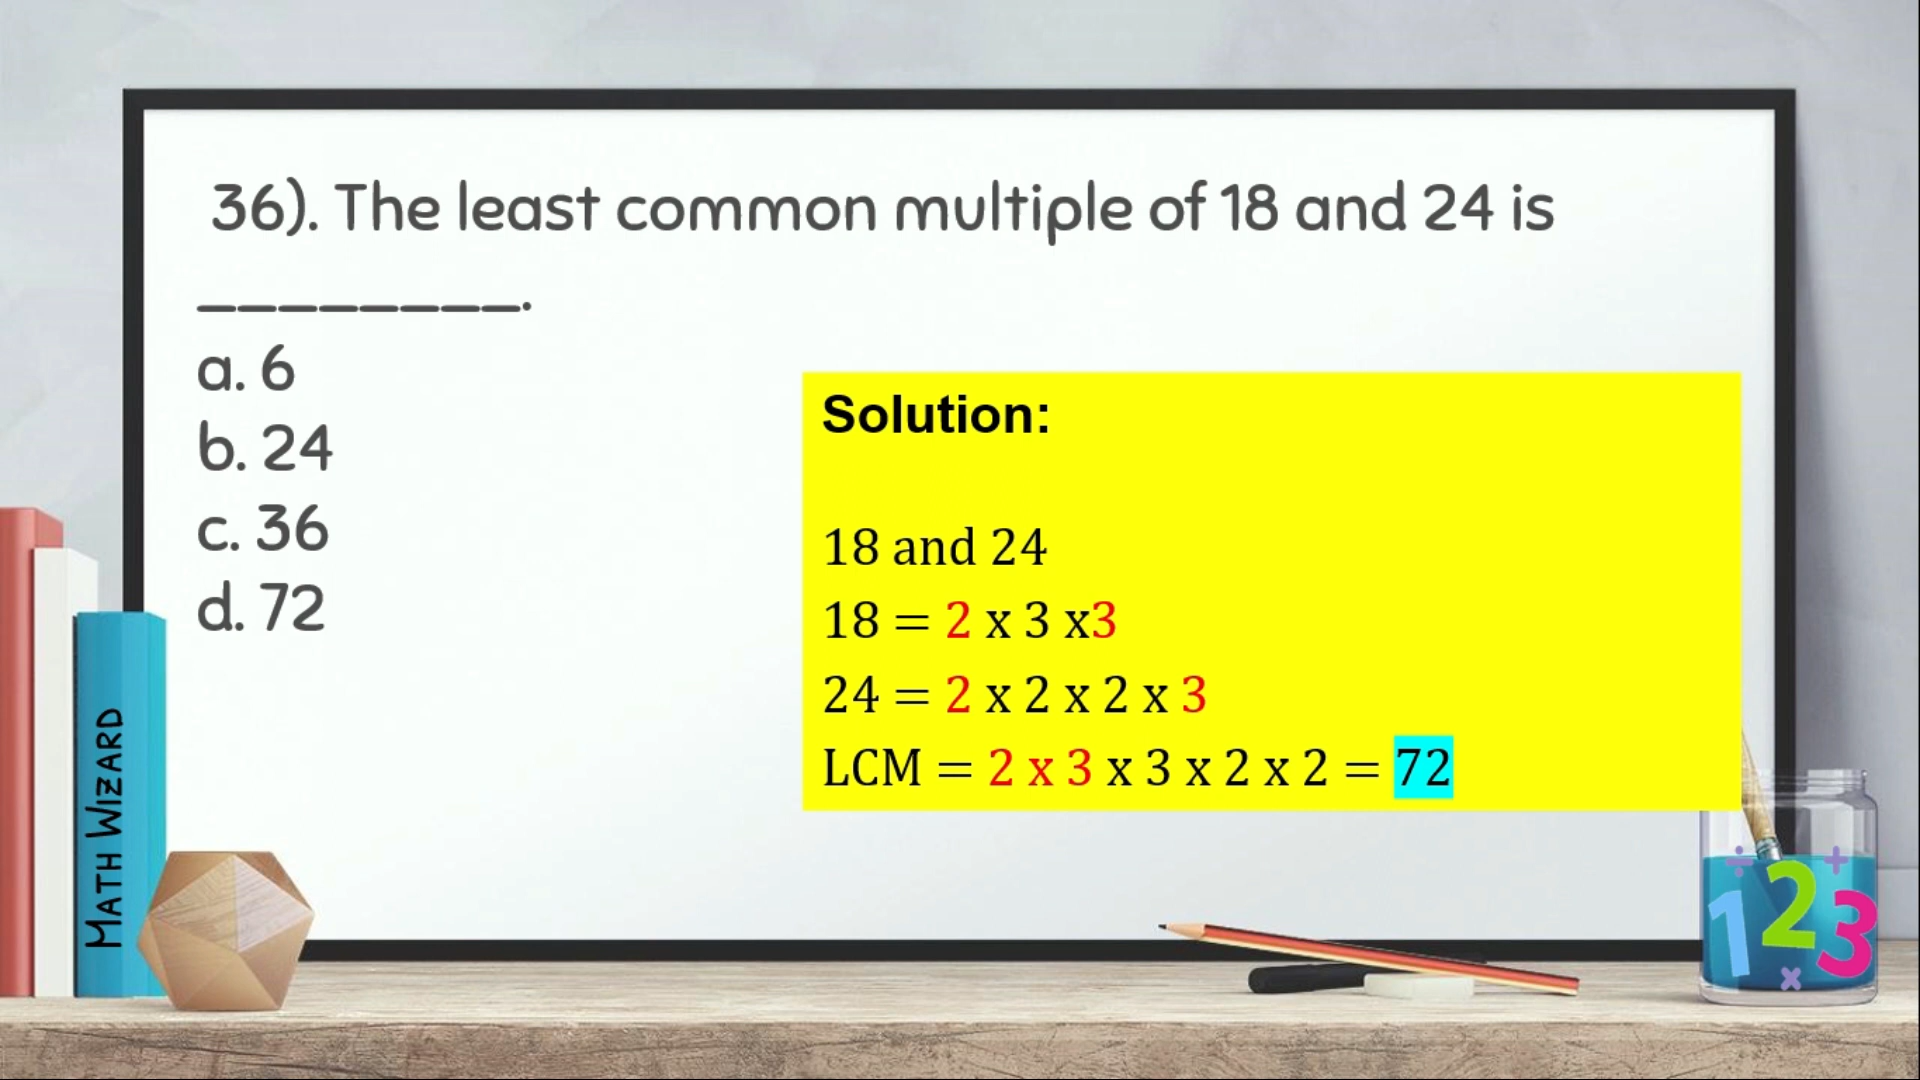 36). The least common multiple of 18 and 24 is
_________.
a. 6
b. 24
c. 36
d. 72
Solution:
18 and 24
18 = 2 x 3 x3
24 = 2 x 2 x 2 x 3
LCM = 2 x 3 x 3 x 2 x 2 = 72
MATH WIZARD
÷ +
123
x